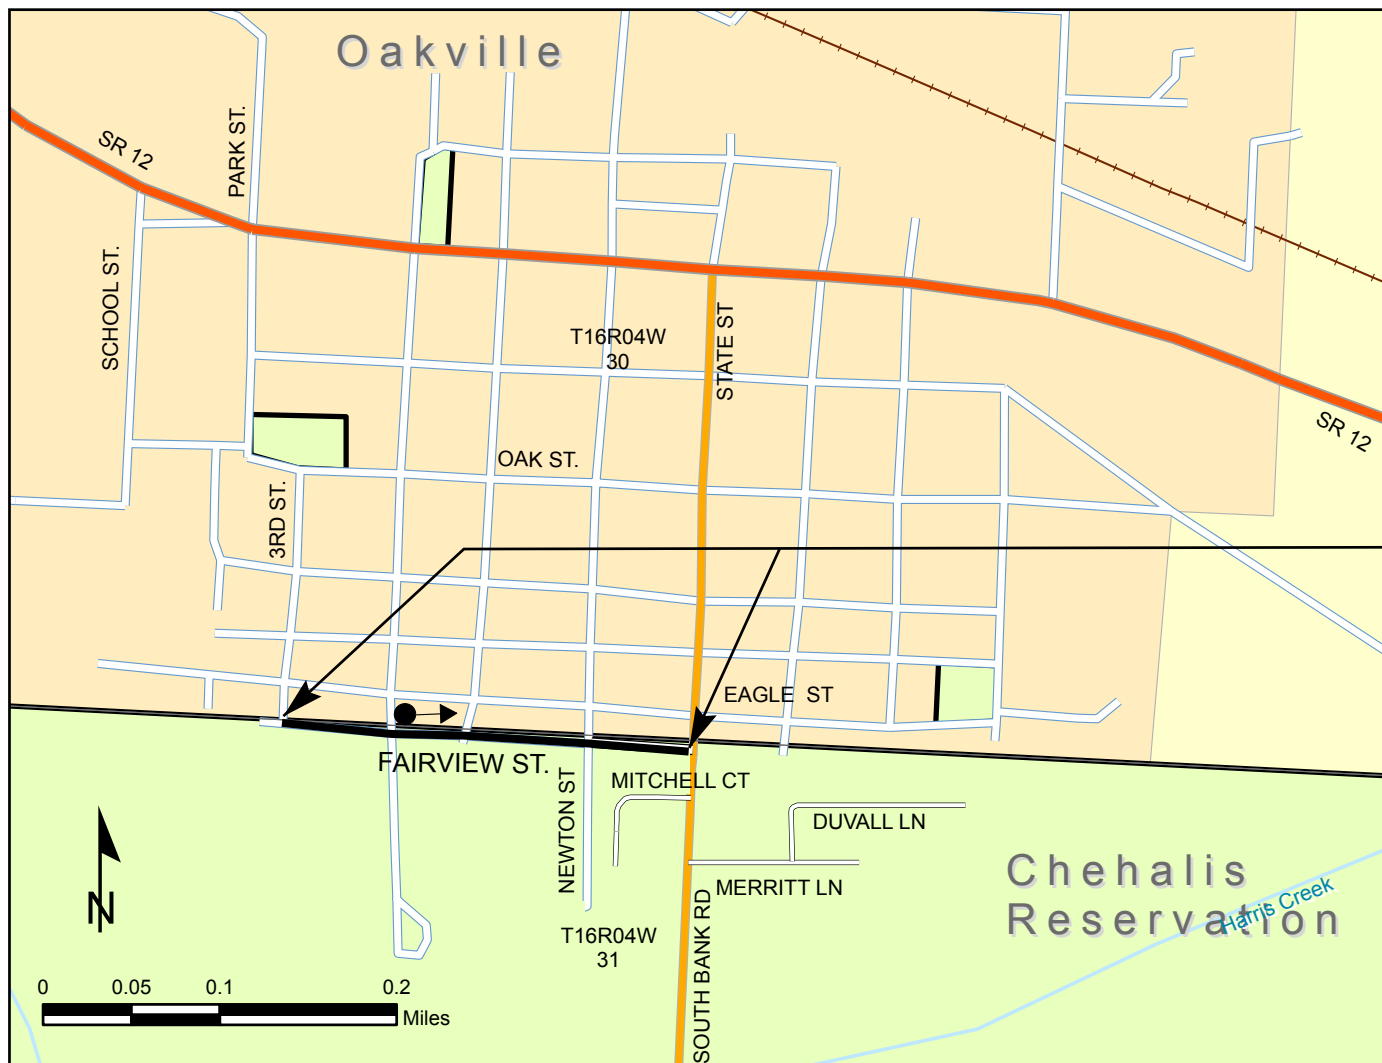 Oakville
SR 12
PARK ST.
SCHOOL ST.
T16R04W
30
STATE ST
SR 12
OAK ST.
3RD ST.
EAGLE ST
FAIRVIEW ST.
MITCHELL CT
NEWTON ST
DUVALL LN
MERRITT LN
Chehalis
Reservation
Harris Creek
N
T16R04W
31
SOUTH BANK RD
0 0.05 0.1 0.2
Miles